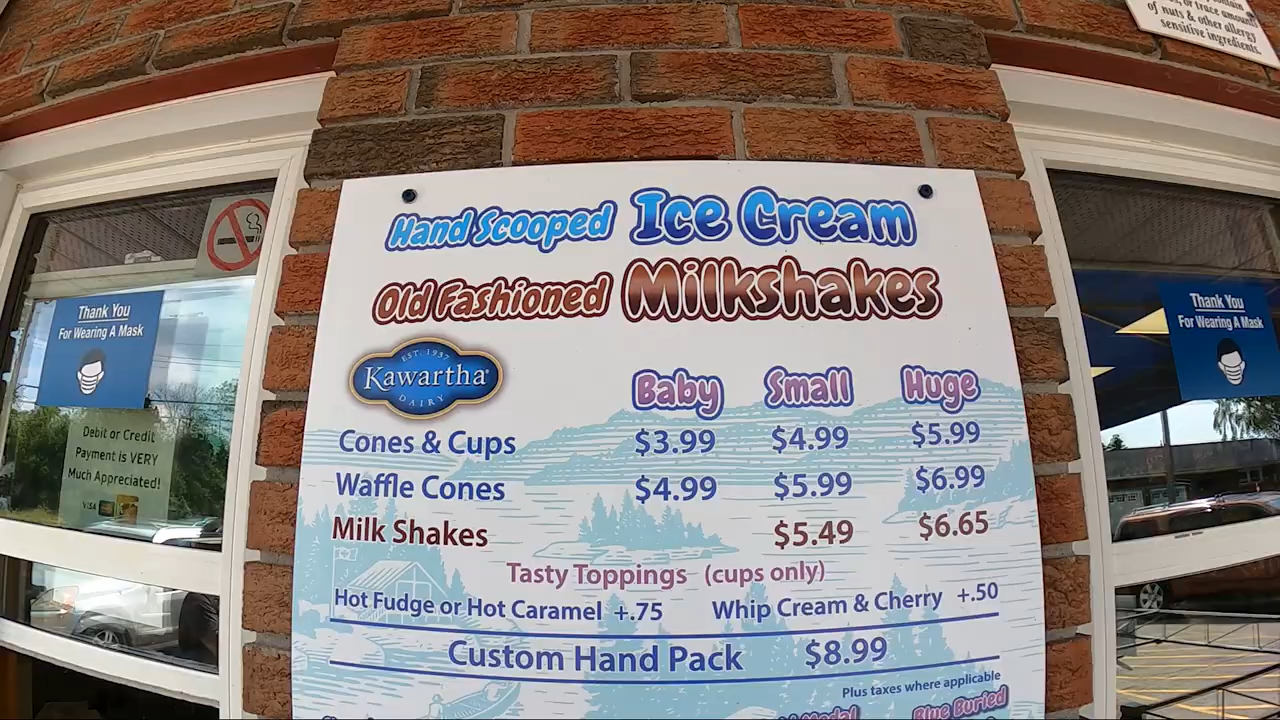 of nuts & other allergy
sensitive ingredients.
Hand Scooped Ice Cream
Old Fashioned Milkshakes
EST. 1937
Kawartha
DAIRY
Baby Small Huge
Cones & Cups $3.99 $4.99 $5.99
Waffle Cones $4.99 $5.99 $6.99
Milk Shakes $5.49 $6.65
Tasty Toppings (cups only)
Hot Fudge or Hot Caramel +.75 Whip Cream & Cherry +.50
Custom Hand Pack $8.99
Plus taxes where applicable
Medal Blue Buried
Thank You
For Wearing A Mask
Debit or Credit
Payment is VERY
Much Appreciated!
VISA
Thank You
For Wearing A Mask